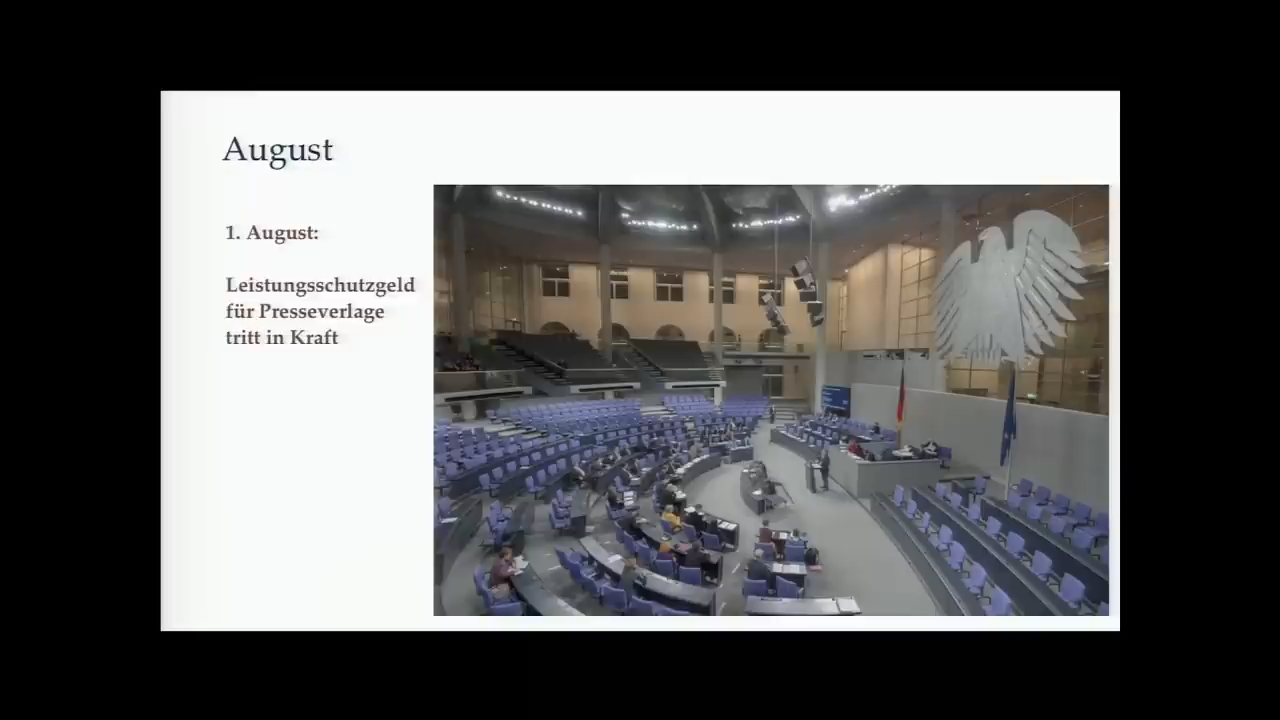 August
1. August:
Leistungsschutzgeld
für Presseverlage
tritt in Kraft